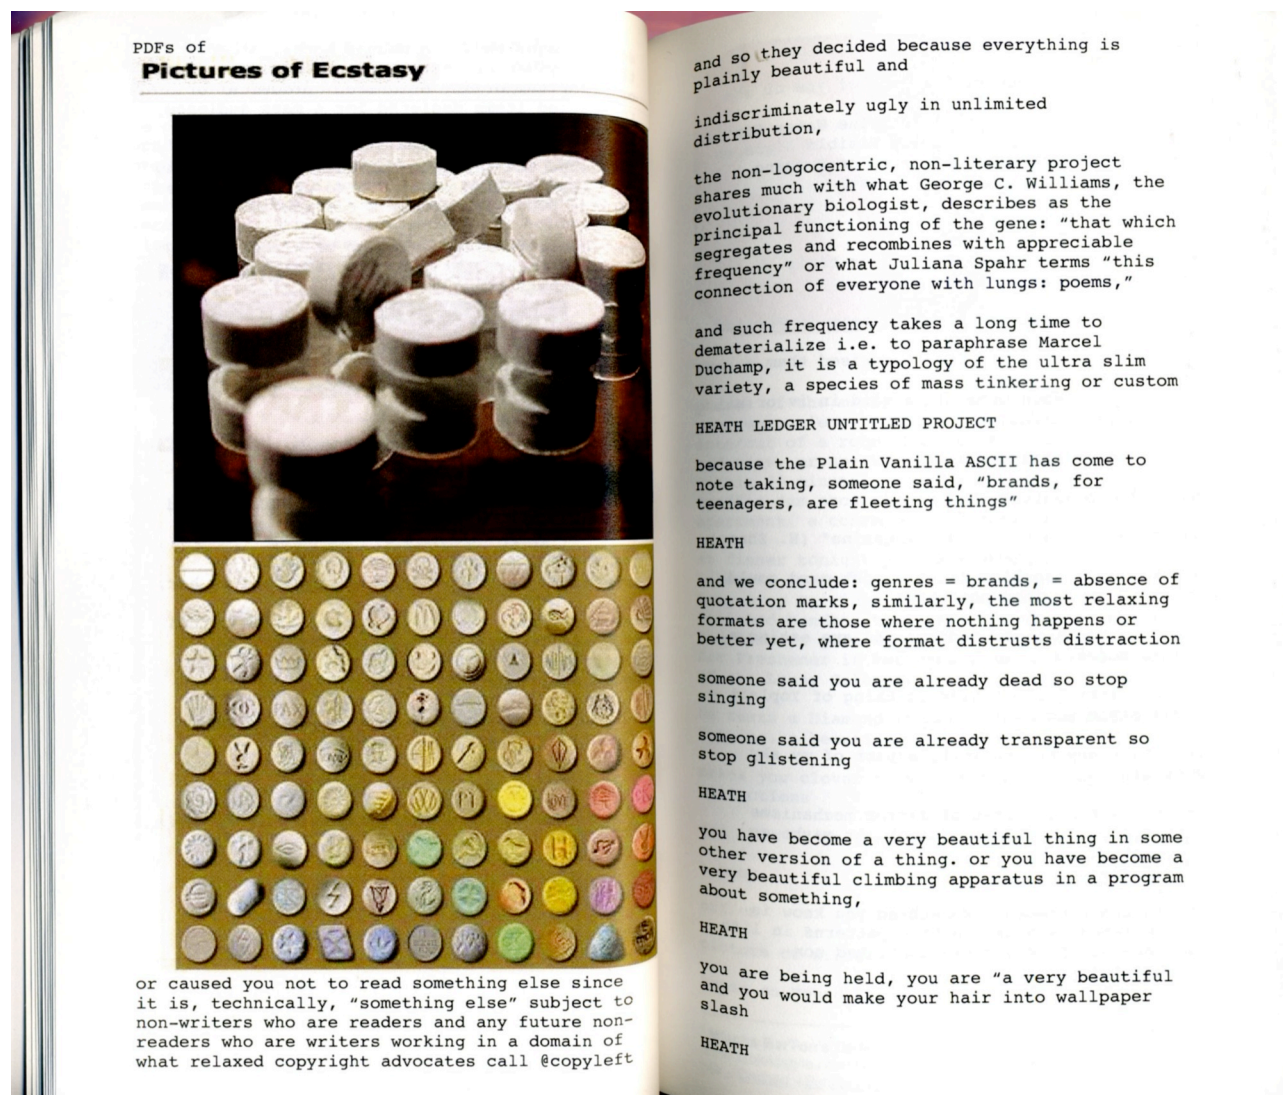 PDFs of
Pictures of Ecstasy
or caused you not to read something else since
it is, technically, “something else” subject to
non-writers who are readers and any future non-
readers who are writers working in a domain of
what relaxed copyright advocates call @copyleft
and so they decided because everything is
plainly beautiful and
indiscriminately ugly in unlimited
distribution,
the non-logocentric, non-literary project
shares much with what George C. Williams, the
evolutionary biologist, describes as the
principal functioning of the gene: “that which
segregates and recombines with appreciable
frequency” or what Juliana Spahr terms “this
connection of everyone with lungs: poems,”
and such frequency takes a long time to
dematerialize i.e. to paraphrase Marcel
Duchamp, it is a typology of the ultra slim
variety, a species of mass tinkering or custom
HEATH LEDGER UNTITLED PROJECT
because the Plain Vanilla ASCII has come to
note taking, someone said, “brands, for
teenagers, are fleeting things”
HEATH
and we conclude: genres = brands, = absence of
quotation marks, similarly, the most relaxing
formats are those where nothing happens or
better yet, where format distrusts distraction
someone said you are already dead so stop
singing
someone said you are already transparent so
stop glistening
HEATH
you have become a very beautiful thing in some
other version of a thing. or you have become a
very beautiful climbing apparatus in a program
about something,
HEATH
you are being held, you are “a very beautiful
and you would make your hair into wallpaper
slash
HEATH